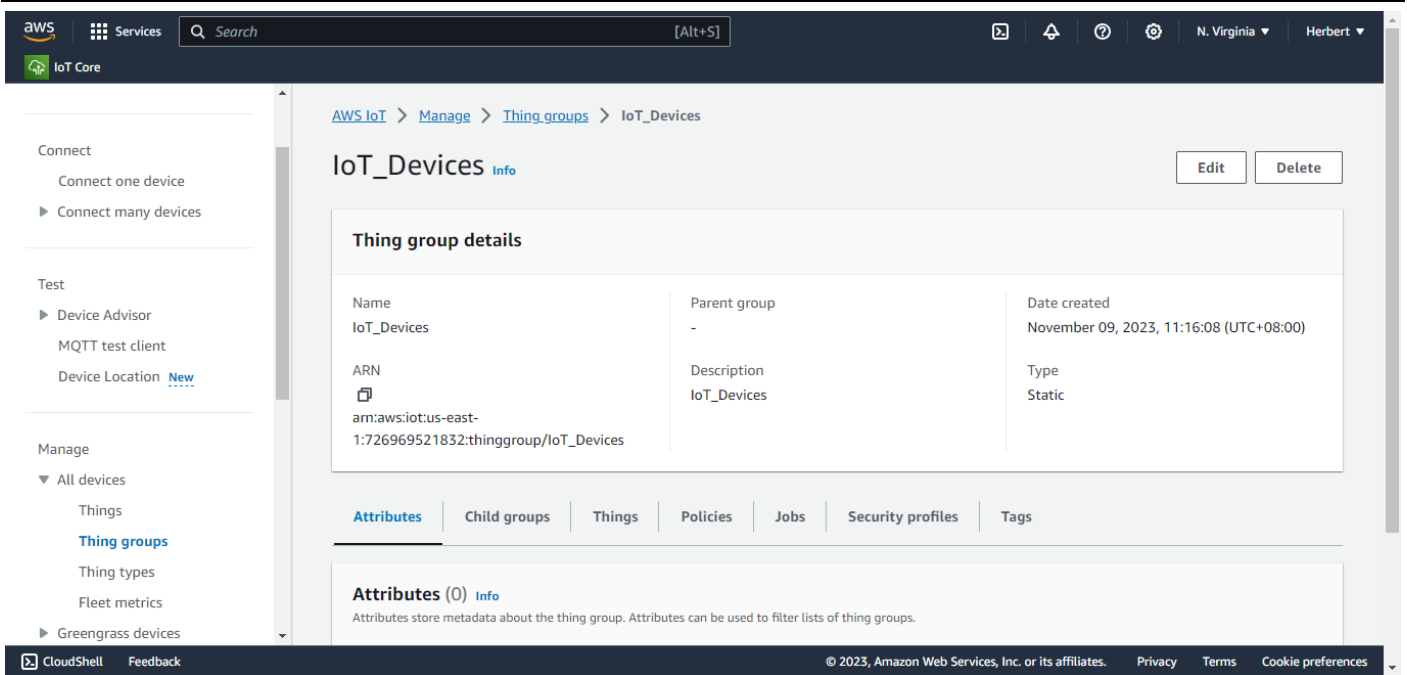 aws
Services
Search
[Alt+S]
N. Virginia
Herbert
IoT Core
Connect
Connect one device
Connect many devices
Test
Device Advisor
MQTT test client
Device Location New
Manage
All devices
Things
Thing groups
Thing types
Fleet metrics
Greengrass devices
AWS IoT > Manage > Thing groups > IoT_Devices
IoT_Devices Info
Edit
Delete
Thing group details
Name
IoT_Devices
Parent group
-
Date created
November 09, 2023, 11:16:08 (UTC+08:00)
ARN
arn:aws:iot:us-east-
1:726969521832:thinggroup/IoT_Devices
Description
IoT_Devices
Type
Static
Attributes
Child groups
Things
Policies
Jobs
Security profiles
Tags
Attributes (0) Info
Attributes store metadata about the thing group. Attributes can be used to filter lists of thing groups.
CloudShell
Feedback
© 2023, Amazon Web Services, Inc. or its affiliates.
Privacy
Terms
Cookie preferences